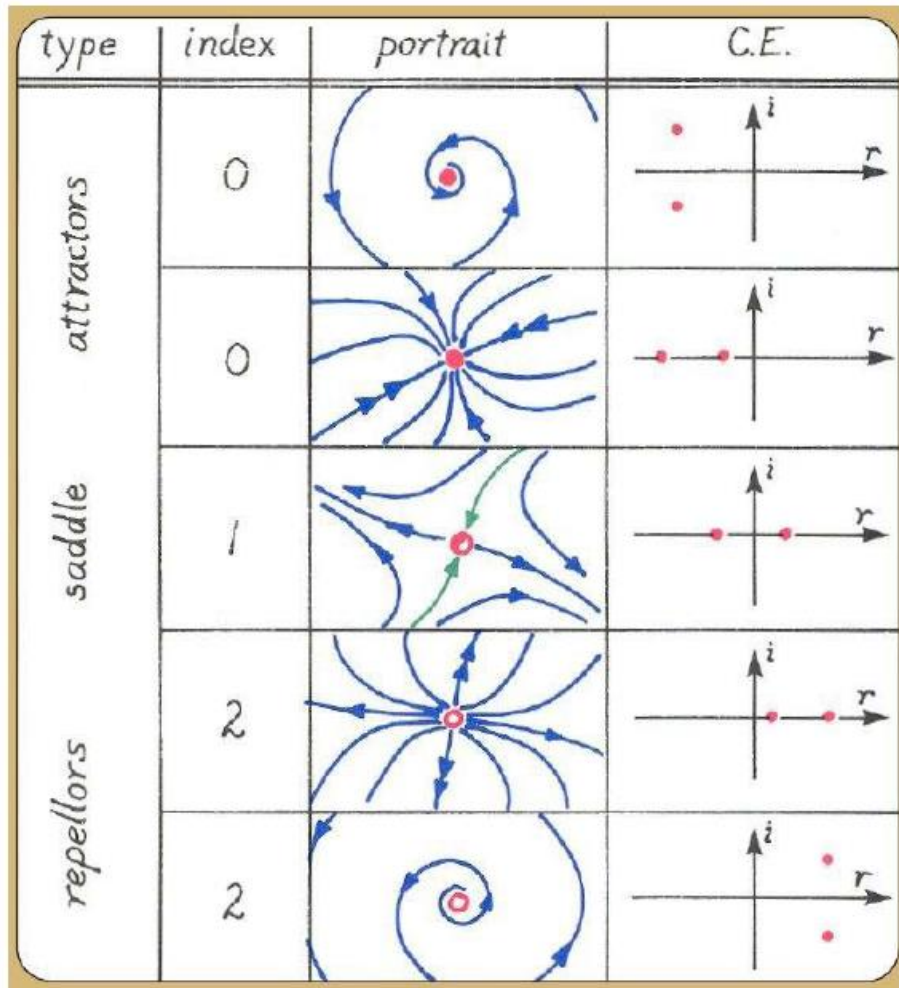 type index portrait C.E.
attractors
0
i
r
0
i
r
saddle
1
i
r
repellors
2
i
r
2
i
r